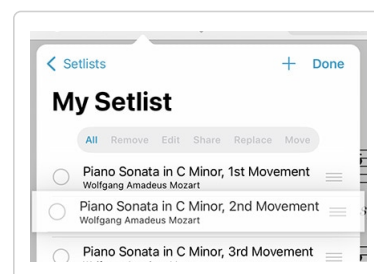 Setlists
+ Done
My Setlist
All Remove Edit Share Replace Move
Piano Sonata in C Minor, 1st Movement
Wolfgang Amadeus Mozart
Piano Sonata in C Minor, 2nd Movement
Wolfgang Amadeus Mozart
Piano Sonata in C Minor, 3rd Movement